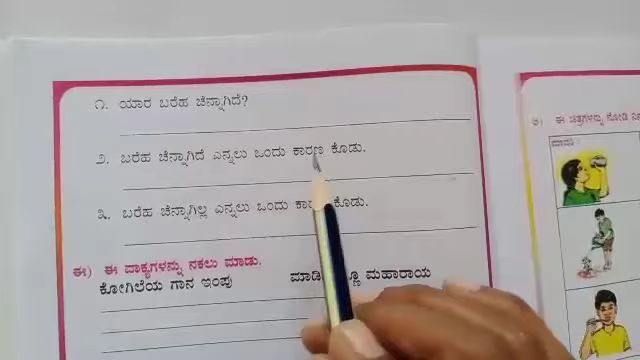 ೧. ಯಾರ ಬರೆಹ ಚೆನ್ನಾಗಿದೆ?
೨. ಬರೆಹ ಚೆನ್ನಾಗಿದೆ ಎನ್ನಲು ಒಂದು ಕಾರಣ ಕೊಡು.
೩. ಬರೆಹ ಚೆನ್ನಾಗಿಲ್ಲ ಎನ್ನಲು ಒಂದು ಕೊಡು.
ಈ) ಈ ವಾಕ್ಯಗಳನ್ನು ನಕಲು ಮಾಡು.
ಕೋಗಿಲೆಯ ಗಾನ ಇಂಪು
ಮಹಾರಾಯ
ಈ ಚಿತ್ರಗಳನ್ನು ನೋಡಿ